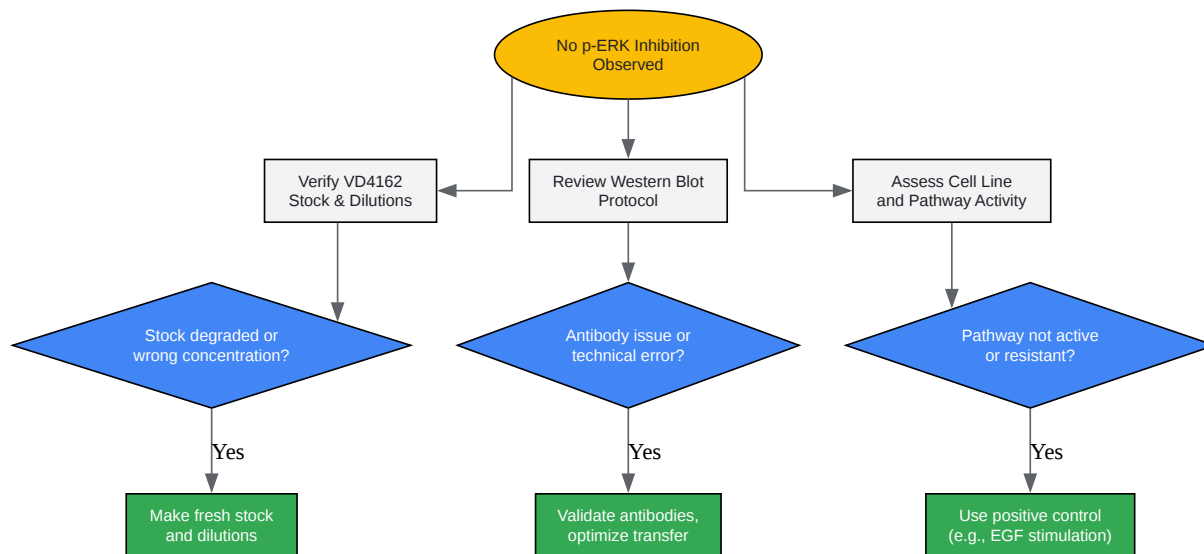 No p-ERK Inhibition
Observed
Verify VD4162
Stock & Dilutions
Review Western Blot
Protocol
Assess Cell Line
and Pathway Activity
Stock degraded or
wrong concentration?
Antibody issue or
technical error?
Pathway not active
or resistant?
Yes
Yes
Yes
Make fresh stock
and dilutions
Validate antibodies,
optimize transfer
Use positive control
(e.g., EGF stimulation)